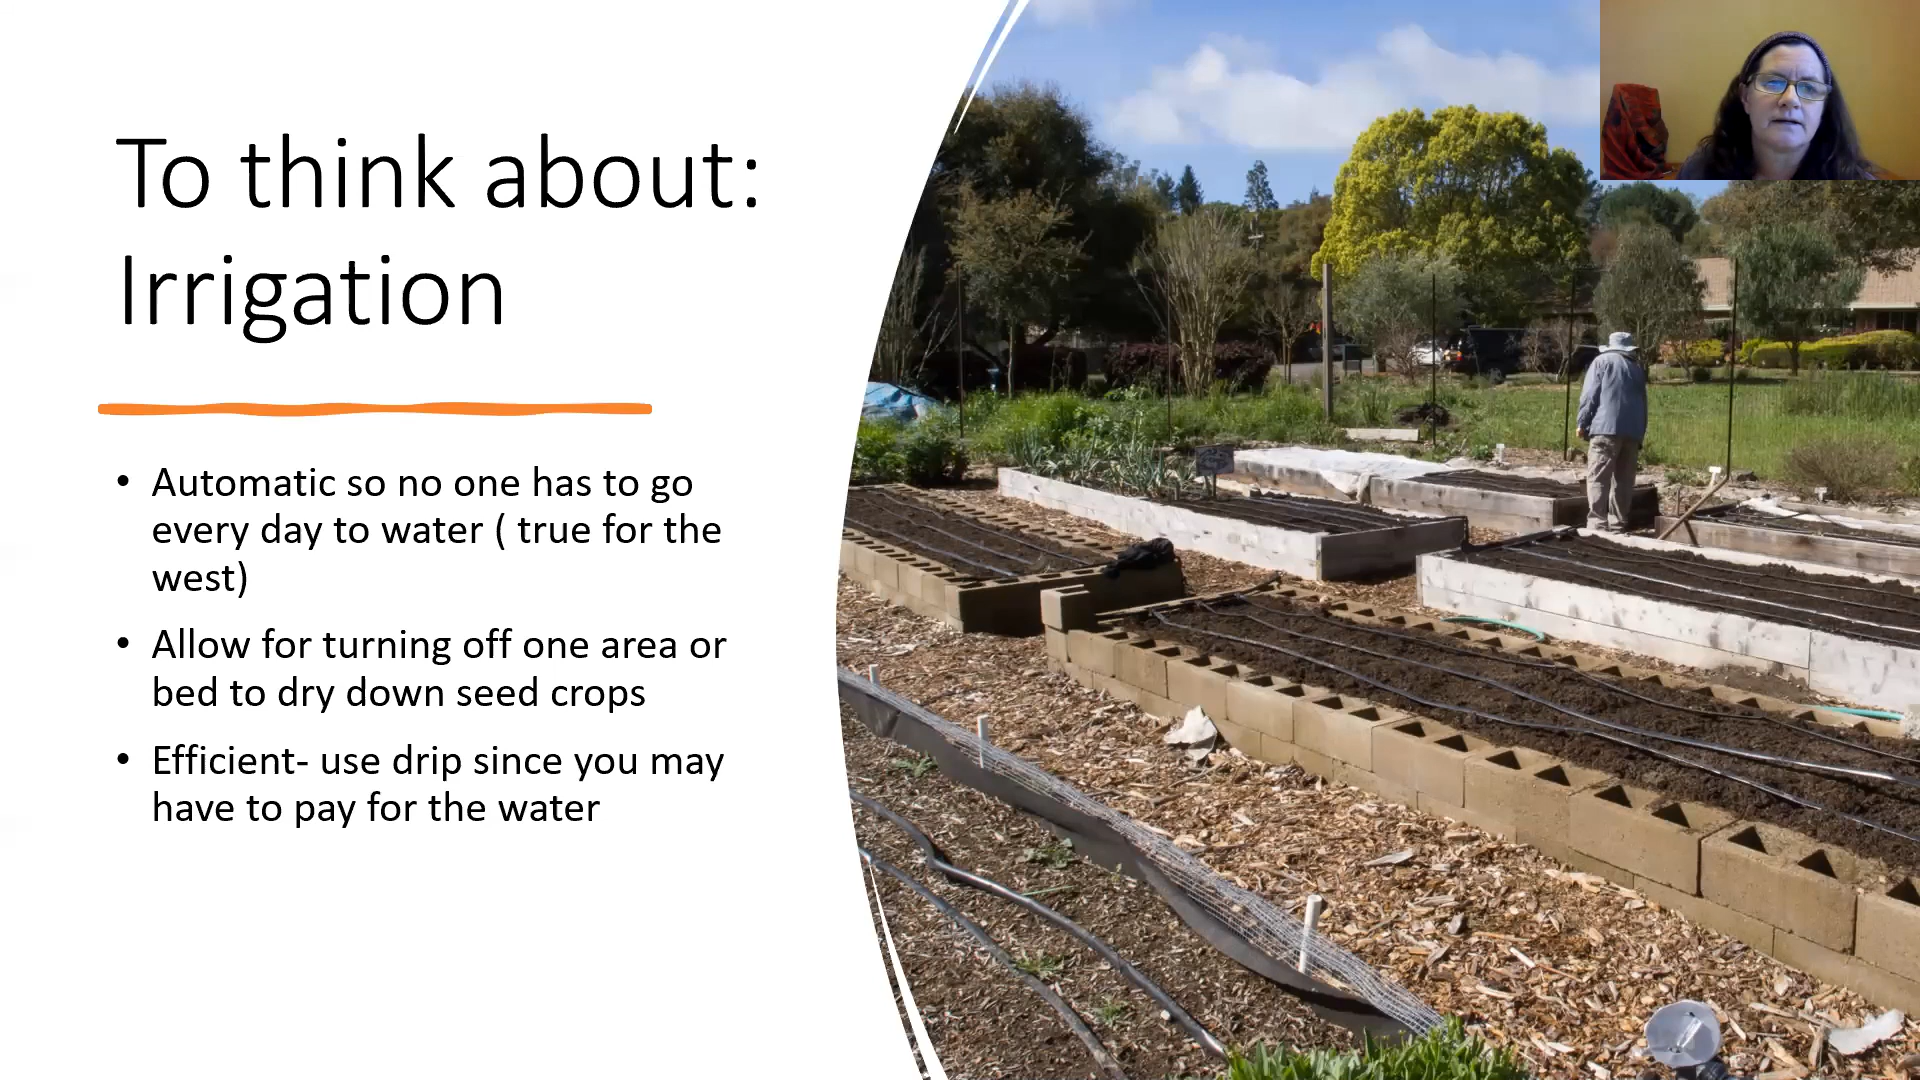 To think about:
Irrigation
• Automatic so no one has to go
every day to water ( true for the
west)
• Allow for turning off one area or
bed to dry down seed crops
• Efficient- use drip since you may
have to pay for the water